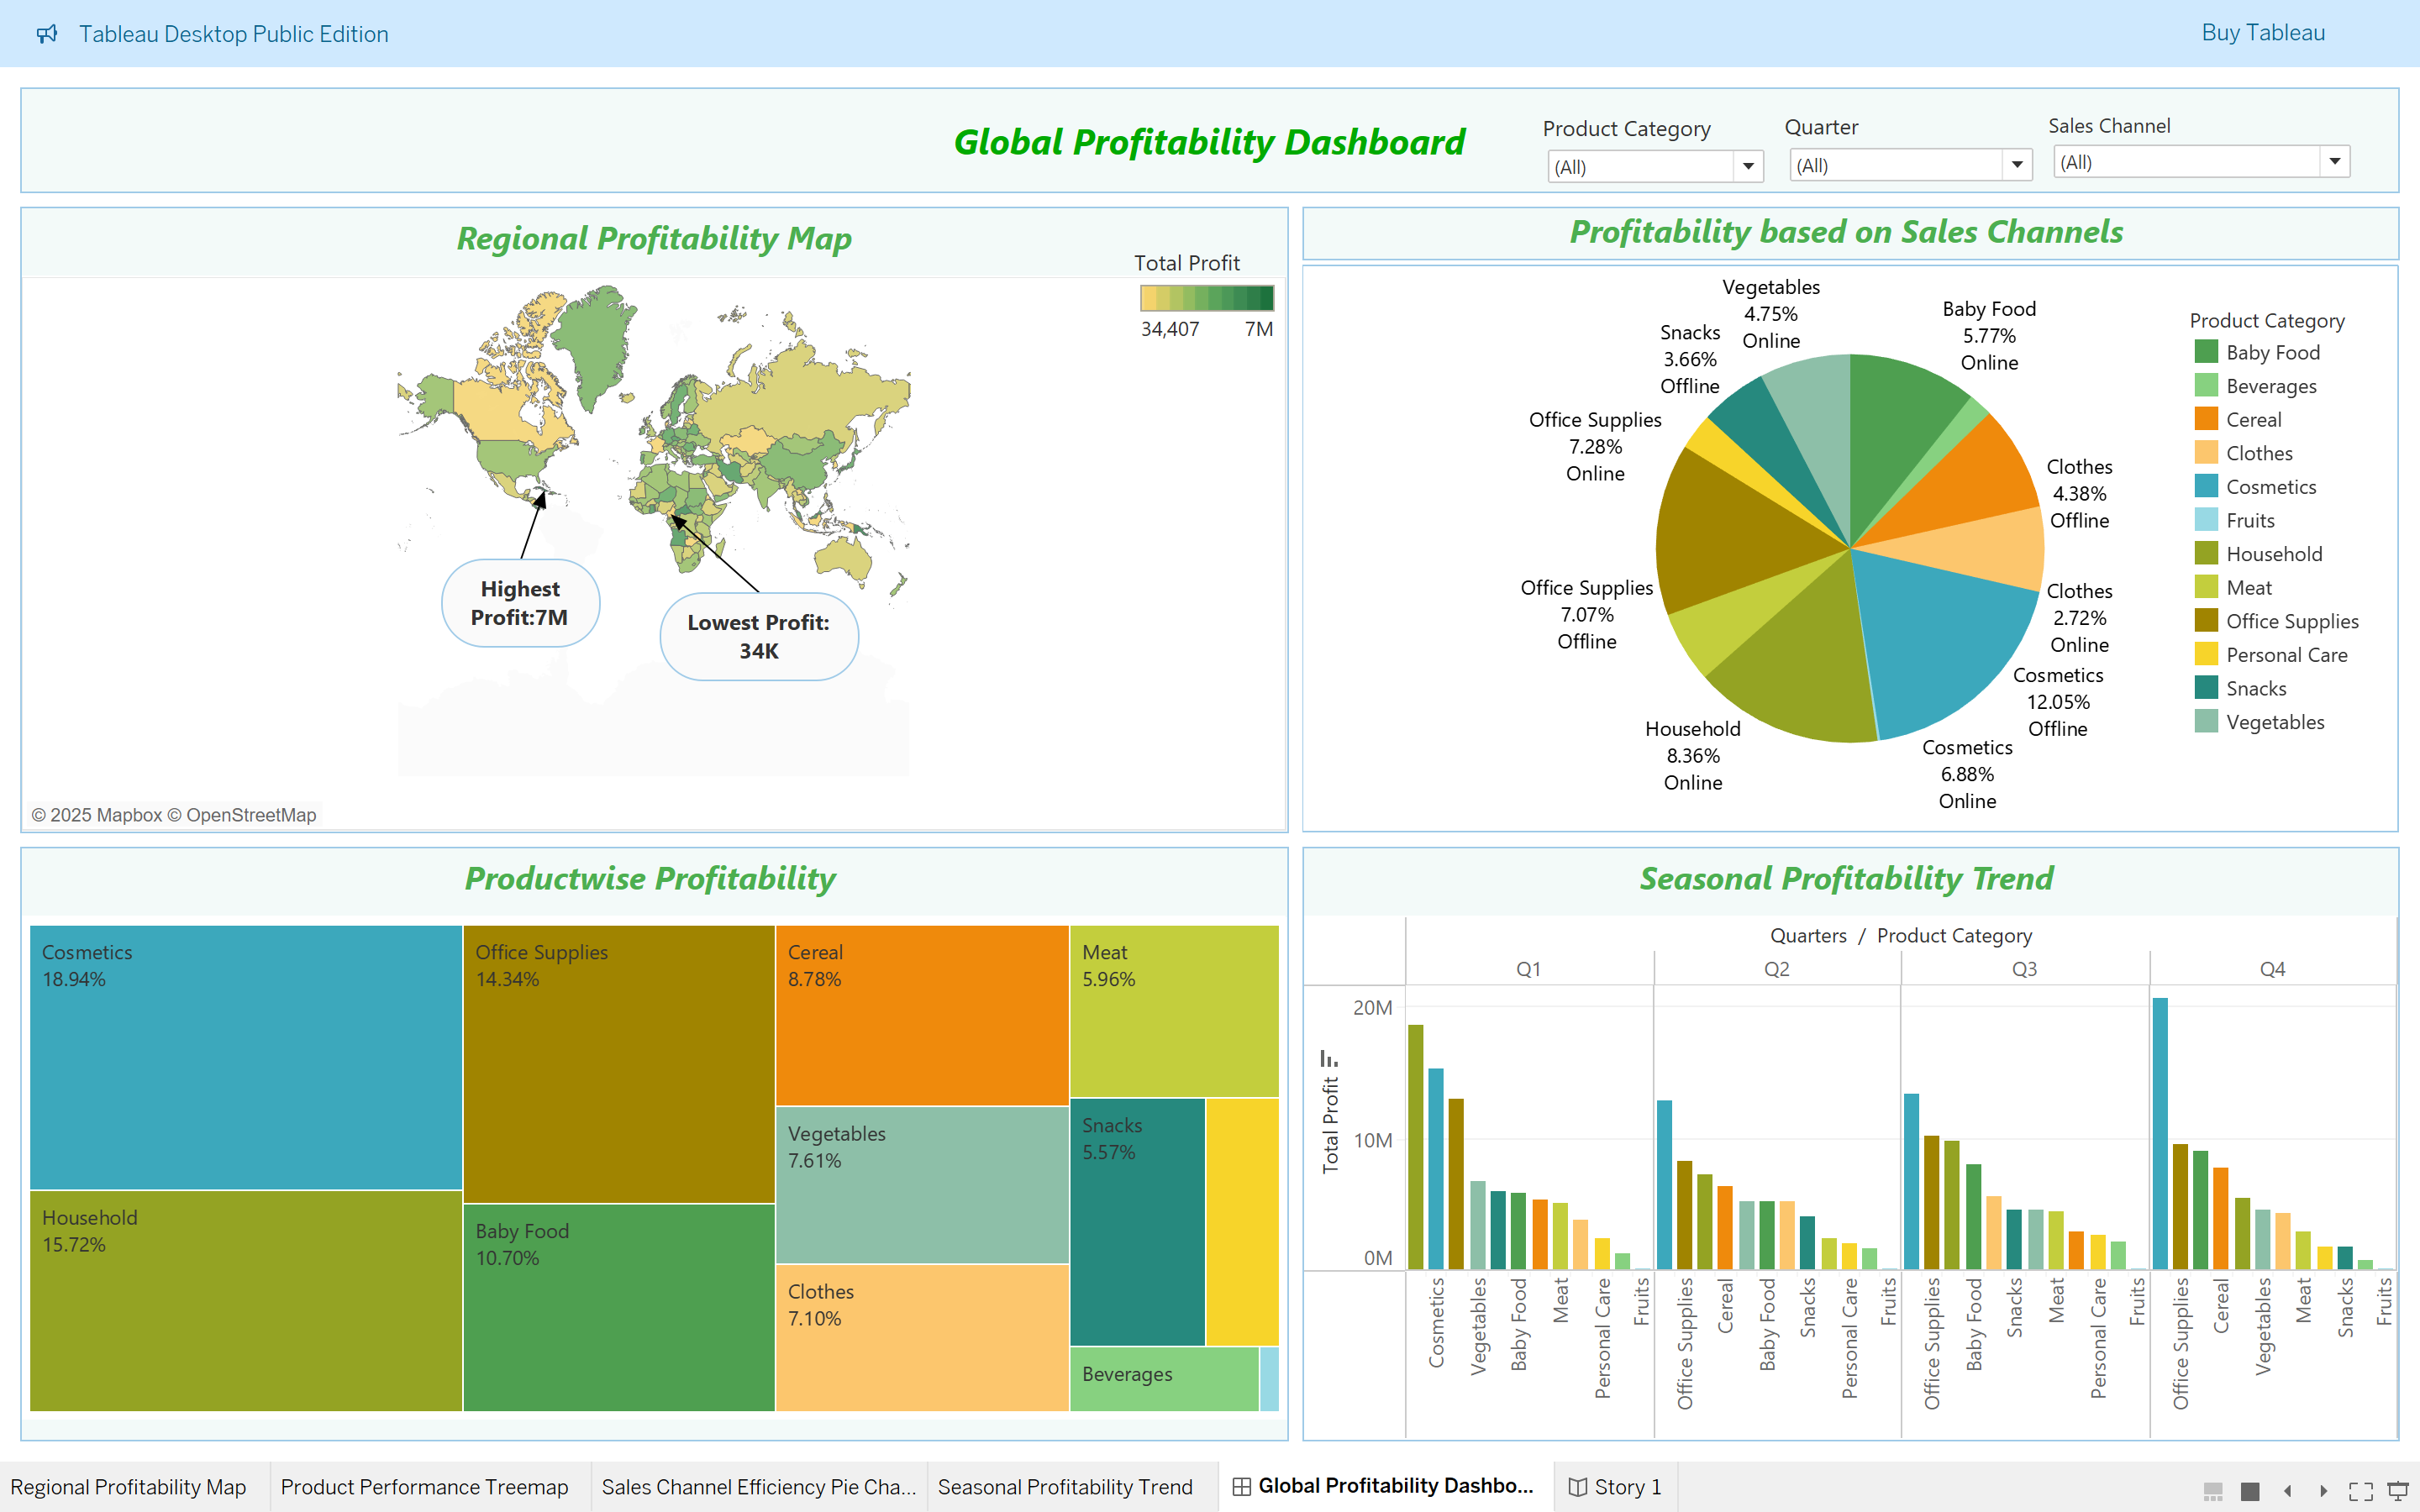 Tableau Desktop Public Edition
Buy Tableau
Global Profitability Dashboard
Product Category
(All)
Quarter
(All)
Sales Channel
(All)
Regional Profitability Map
Total Profit
34,407
7M
Highest
Profit:7M
Lowest Profit:
34K
© 2025 Mapbox © OpenStreetMap
Profitability based on Sales Channels
Vegetables
4.75%
Online
Baby Food
5.77%
Online
Snacks
3.66%
Offline
Office Supplies
7.28%
Online
Clothes
4.38%
Offline
Office Supplies
7.07%
Offline
Clothes
2.72%
Online
Cosmetics
12.05%
Offline
Household
8.36%
Online
Cosmetics
6.88%
Online
Product Category
Baby Food
Beverages
Cereal
Clothes
Cosmetics
Fruits
Household
Meat
Office Supplies
Personal Care
Snacks
Vegetables
Productwise Profitability
Cosmetics
18.94%
Household
15.72%
Office Supplies
14.34%
Baby Food
10.70%
Cereal
8.78%
Vegetables
7.61%
Clothes
7.10%
Meat
5.96%
Snacks
5.57%
Beverages
Seasonal Profitability Trend
Quarters / Product Category
Q1
Q2
Q3
Q4
Total Profit
20M
10M
0M
Cosmetics
Vegetables
Baby Food
Meat
Personal Care
Fruits
Office Supplies
Cereal
Baby Food
Snacks
Personal Care
Fruits
Office Supplies
Baby Food
Snacks
Meat
Personal Care
Fruits
Office Supplies
Cereal
Vegetables
Meat
Snacks
Fruits
Regional Profitability Map
Product Performance Treemap
Sales Channel Efficiency Pie Cha...
Seasonal Profitability Trend
Global Profitability Dashbo...
Story 1